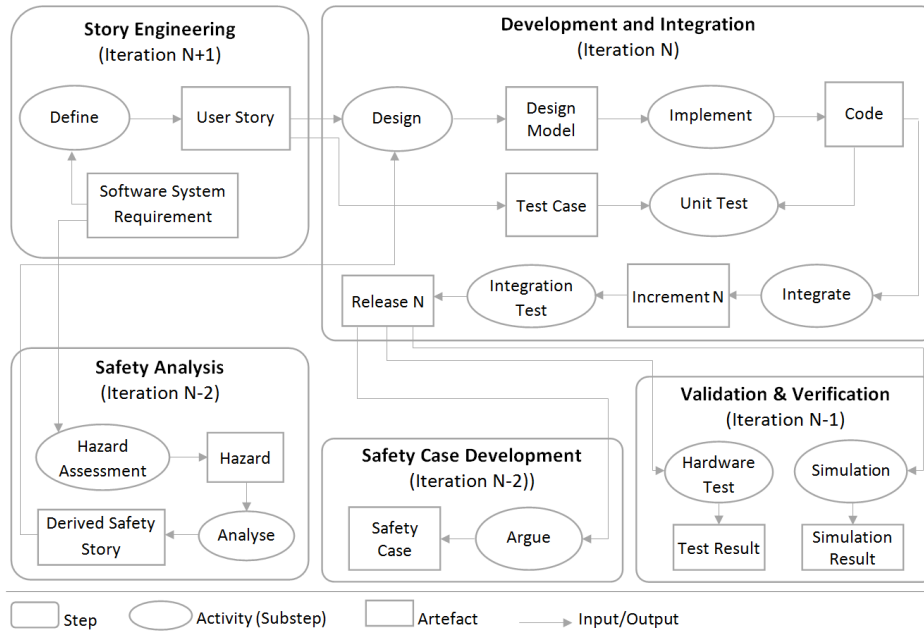 Story Engineering
(Iteration N+1)
Define
User Story
Software System
Requirement
Development and Integration
(Iteration N)
Design
Design
Model
Implement
Code
Test Case
Unit Test
Release N
Integration
Test
Increment N
Integrate
Safety Analysis
(Iteration N-2)
Hazard
Assessment
Hazard
Derived Safety
Story
Analyse
Safety Case Development
(Iteration N-2))
Safety
Case
Argue
Validation & Verification
(Iteration N-1)
Hardware
Test
Simulation
Test Result
Simulation
Result
Step
Activity (Substep)
Artefact
Input/Output